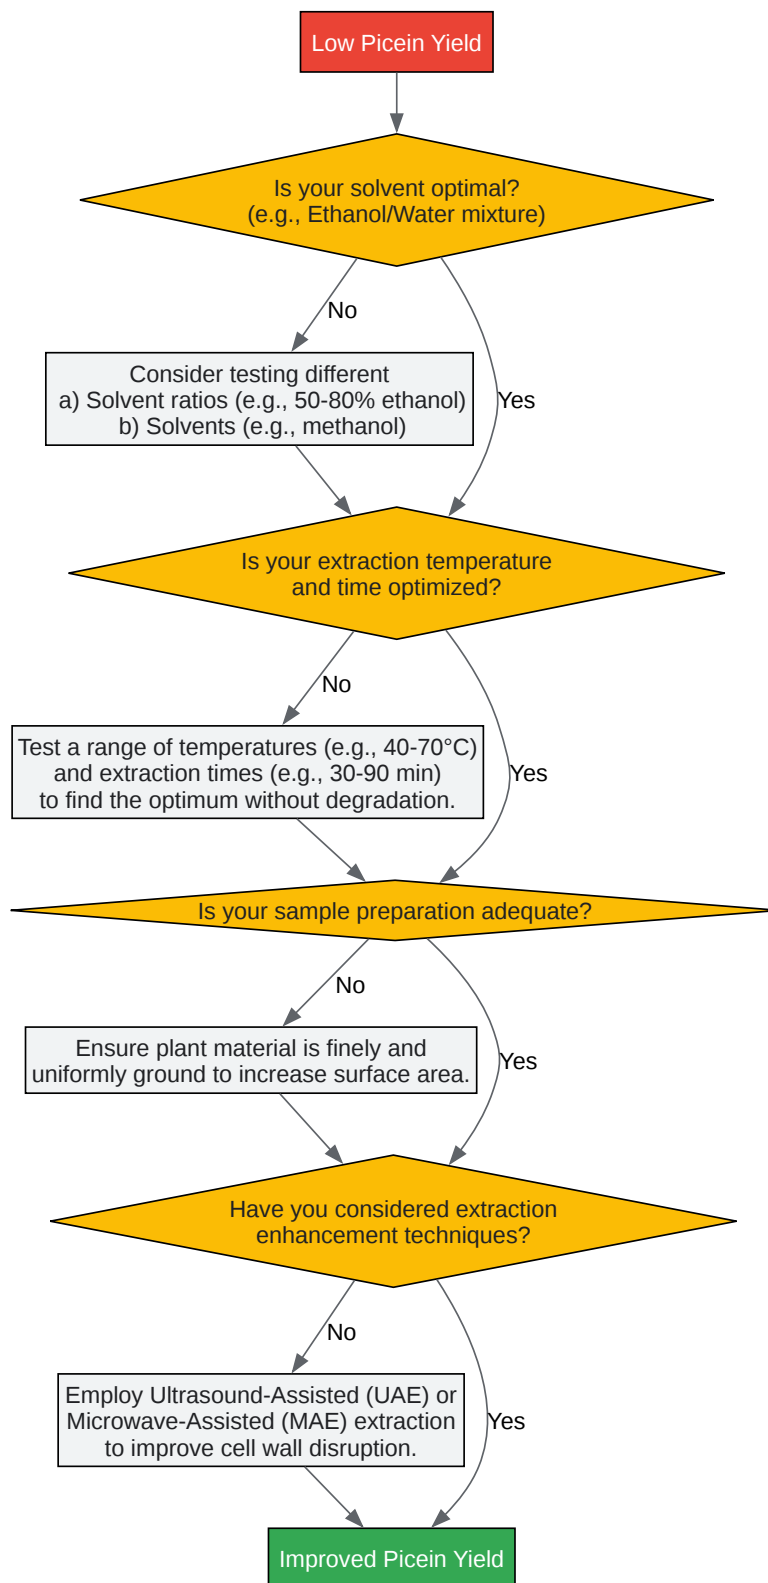 Low Picein Yield
Is your solvent optimal?
(e.g., Ethanol/Water mixture)
No
Consider testing different
a) Solvent ratios (e.g., 50-80% ethanol)
b) Solvents (e.g., methanol)
Yes
Is your extraction temperature
and time optimized?
No
Test a range of temperatures (e.g., 40-70°C)
and extraction times (e.g., 30-90 min)
to find the optimum without degradation.
Yes
Is your sample preparation adequate?
No
Ensure plant material is finely and
uniformly ground to increase surface area.
Yes
Have you considered extraction
enhancement techniques?
No
Employ Ultrasound-Assisted (UAE) or
Microwave-Assisted (MAE) extraction
to improve cell wall disruption.
Yes
Improved Picein Yield